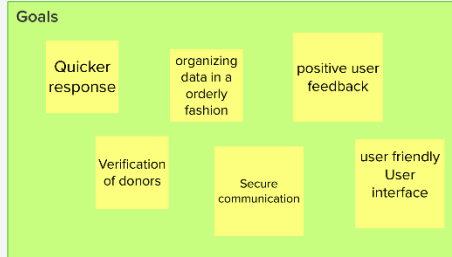 Goals
Quicker
response
organizing
data in a
orderly
fashion
positive user
feedback
Verification
of donors
Secure
communication
user friendly
User
interface